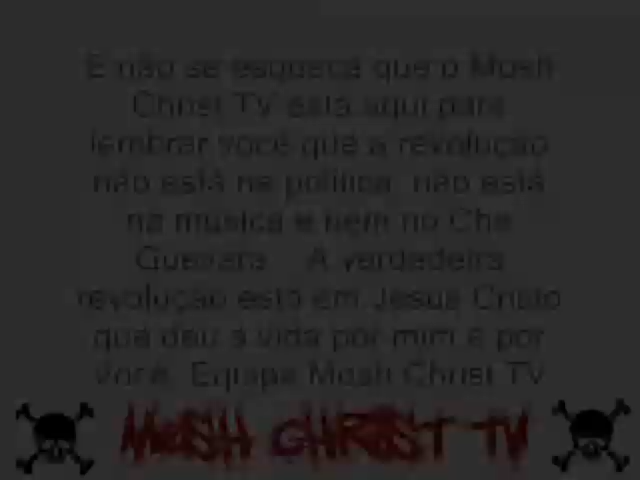 E não se esqueça que o Mosh
Christ TV está aqui para
lembrar você que a revolução
não está na política, não está
na música e nem no Che
Guevara... A verdadeira
revolução está em Jesus Cristo
que deu a vida por mim e por
você. Equipe Mosh Christ TV
MOSH CHRIST TV